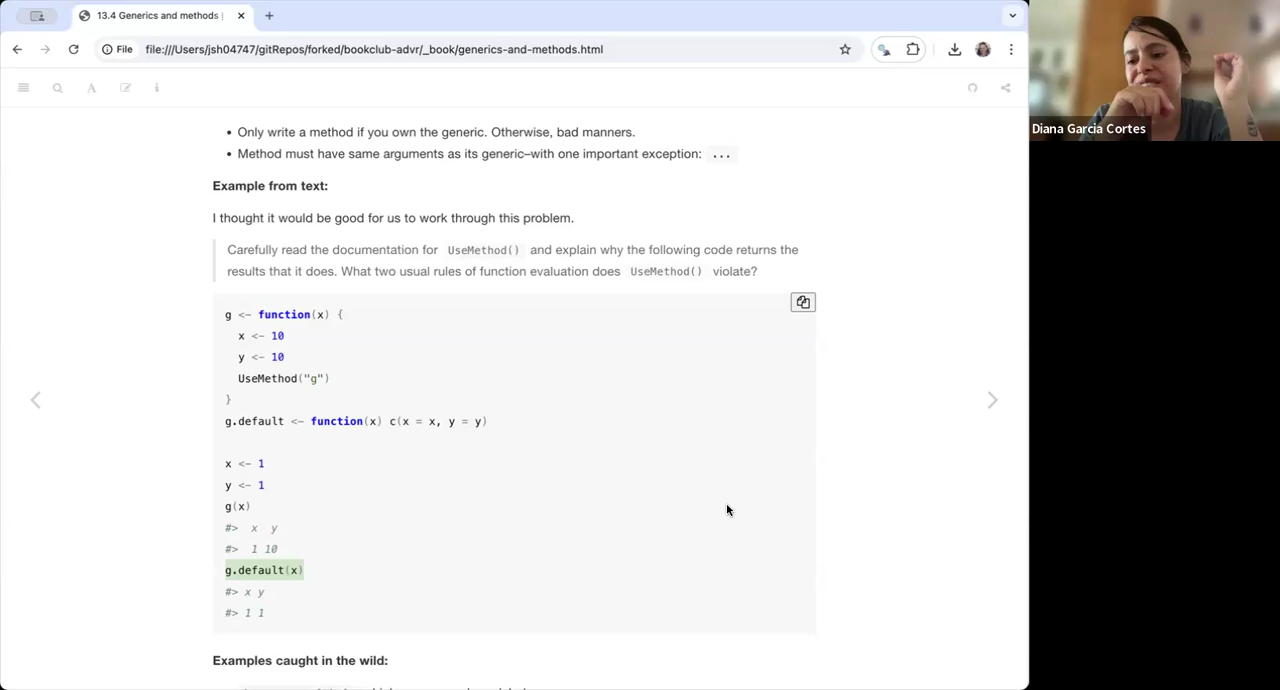 13.4 Generics and methods |
File
file:///Users/jsh04747/gitRepos/forked/bookclub-advr/_book/generics-and-methods.html
Diana Garcia Cortes
• Only write a method if you own the generic. Otherwise, bad manners.
• Method must have same arguments as its generic–with one important exception: ...
Example from text:
I thought it would be good for us to work through this problem.
Carefully read the documentation for UseMethod() and explain why the following code returns the
results that it does. What two usual rules of function evaluation does UseMethod() violate?
g <- function(x) {
  x <- 10
  y <- 10
  UseMethod("g")
}
g.default <- function(x) c(x = x, y = y)
x <- 1
y <- 1
g(x)
#>  x  y
#>  1 10
g.default(x)
#> x y
#> 1 1
Examples caught in the wild: